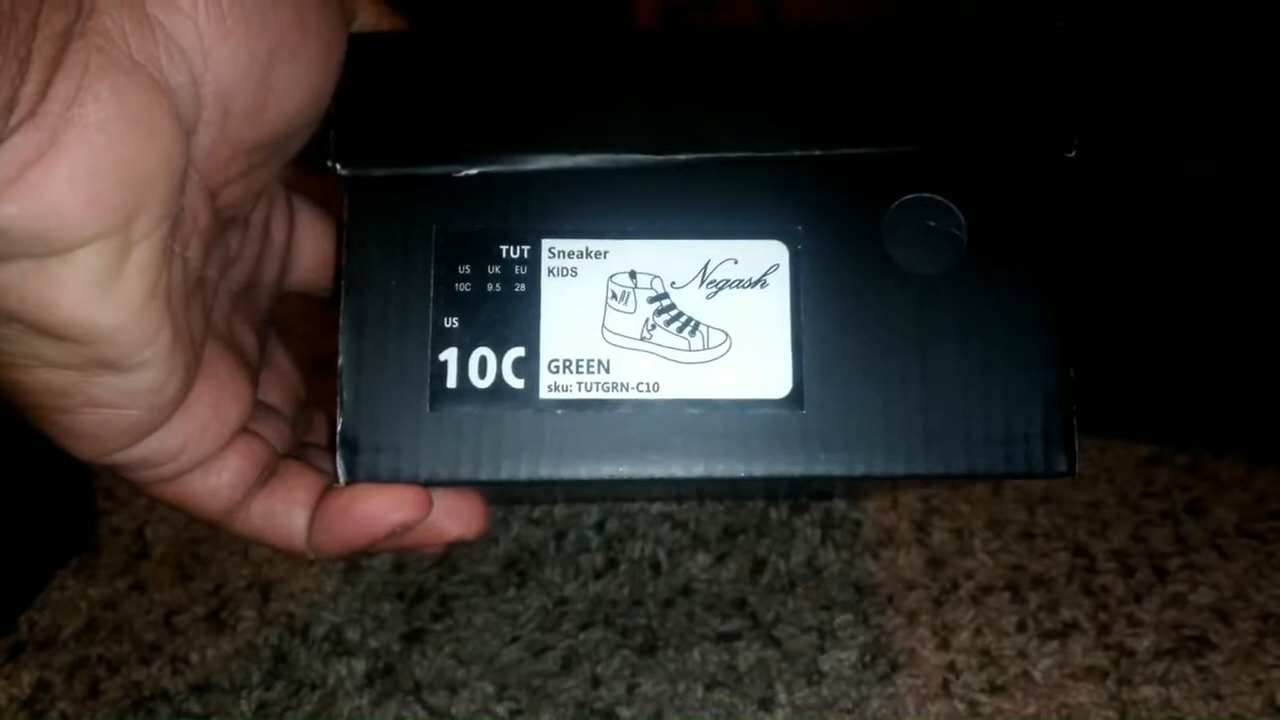 TUT
US UK EU
10C 9.5 28
US
10C
Sneaker
KIDS
Negash
GREEN
sku: TUTGRN-C10